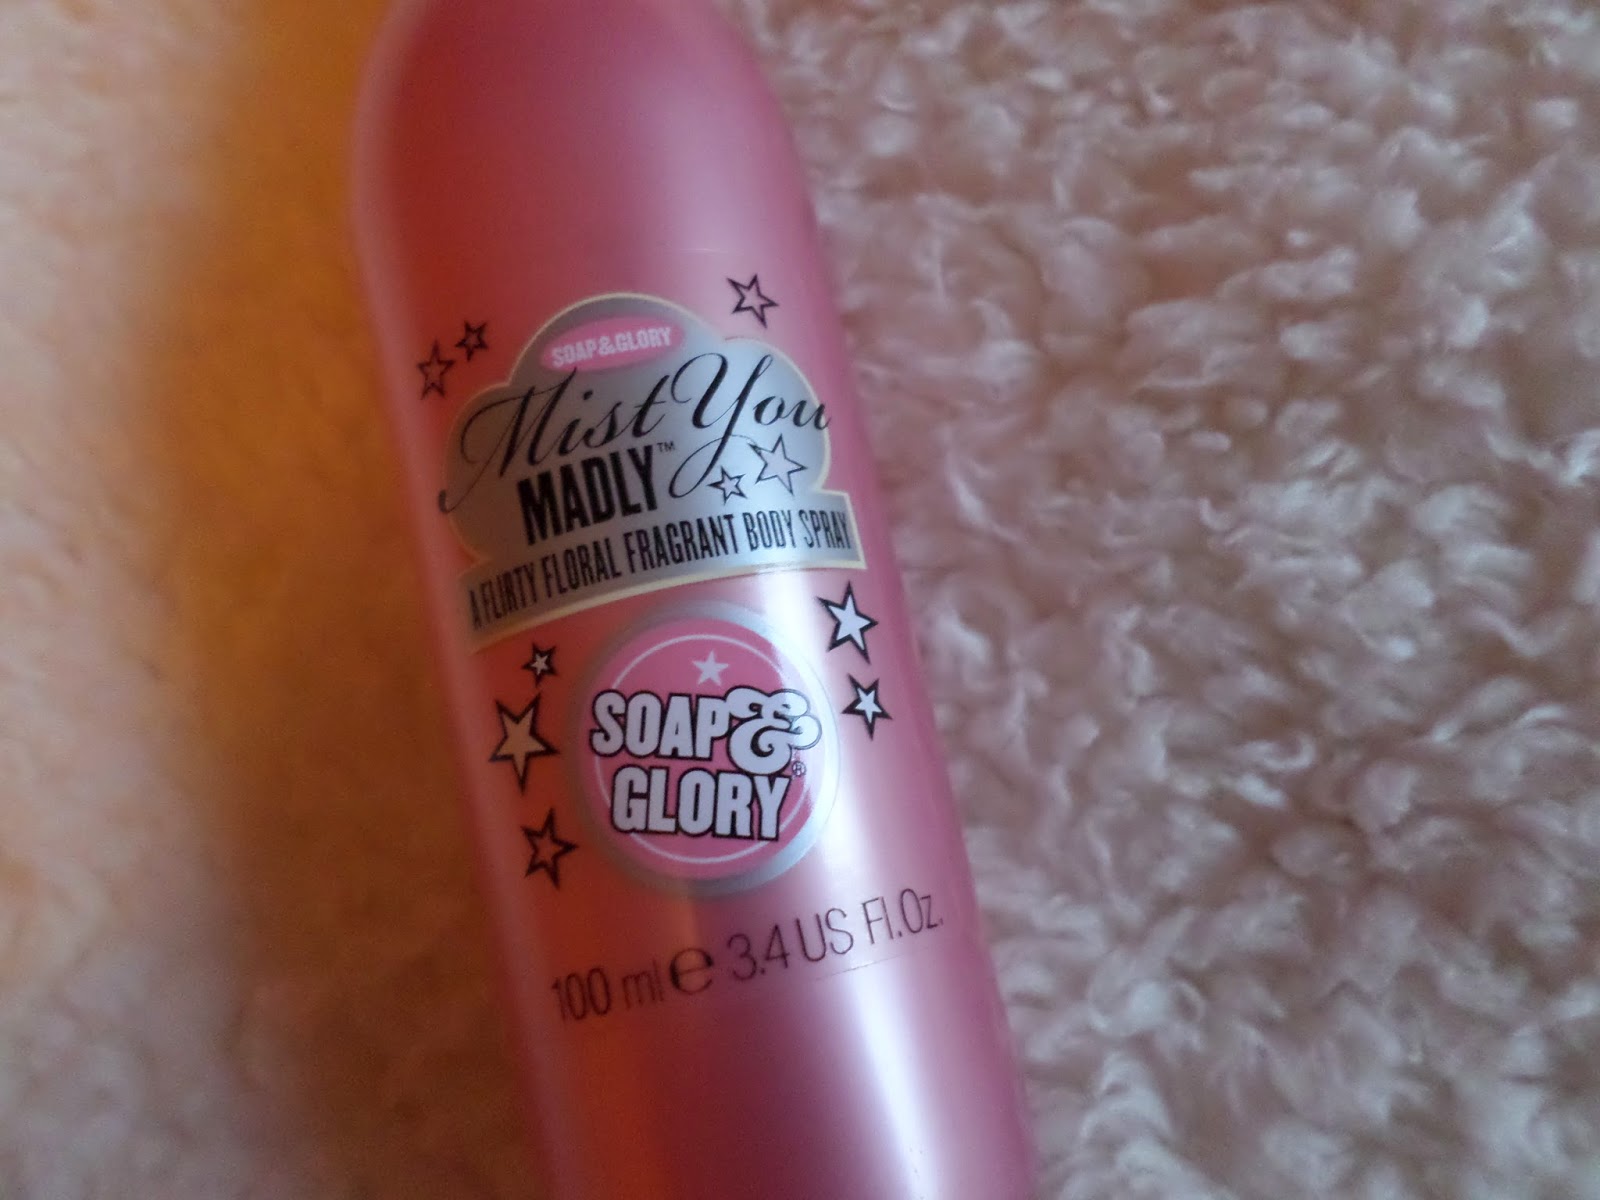 SOAP&GLORY
Mist You
MADLY™
A FLIRTY FLORAL FRAGRANT BODY SPRAY
SOAP&
GLORY®
100 ml e 3.4 US Fl.Oz.